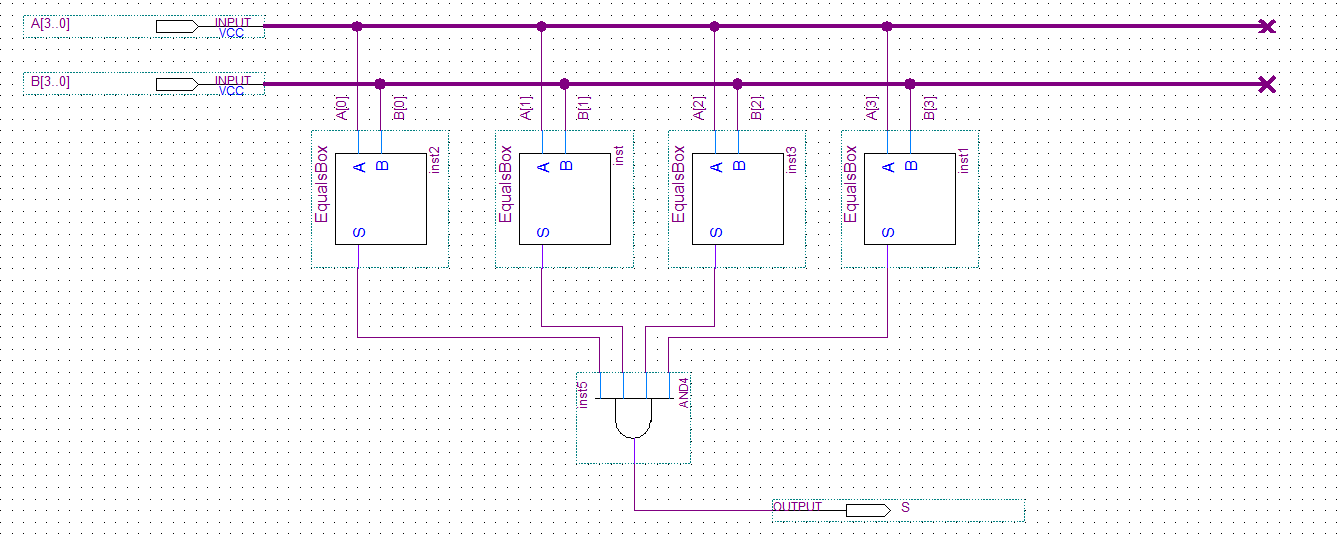 A[3..0]
INPUT
VCC
B[3..0]
INPUT
VCC
A[0]
B[0]
A[1]
B[1]
A[2]
B[2]
A[3]
B[3]
EqualsBox
A
B
S
inst2
EqualsBox
A
B
S
inst
EqualsBox
A
B
S
inst3
EqualsBox
A
B
S
inst1
inst5
AND4
OUTPUT
S